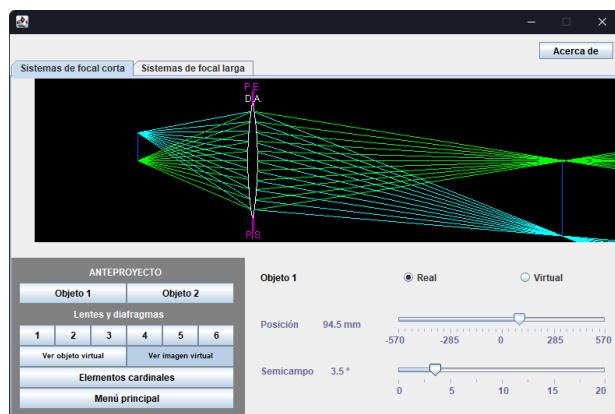 Acerca de
Sistemas de focal corta Sistemas de focal larga
P.E.
D.A.
P.S.
ANTEPROYECTO
Objeto 1 Objeto 2
Lentes y diafragmas
1 2 3 4 5 6
Ver objeto virtual Ver imagen virtual
Elementos cardinales
Menú principal
Objeto 1 Real Virtual
Posición 94.5 mm
-570 -285 0 285 570
Semicampo 3.5 °
0 5 10 15 20